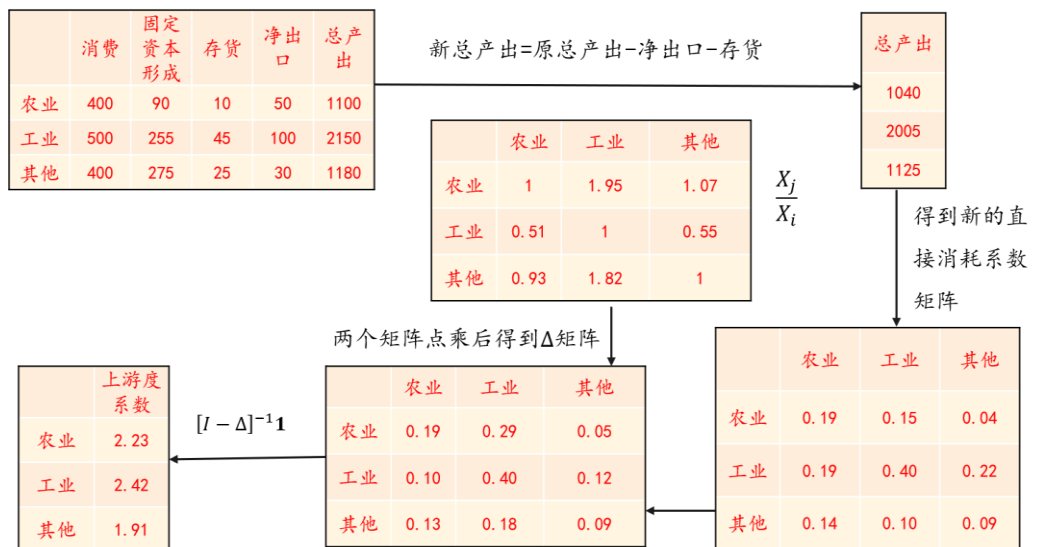 消费 固定资本形成 存货 净出口 总产出
农业 400 90 10 50 1100
工业 500 255 45 100 2150
其他 400 275 25 30 1180
新总产出=原总产出-净出口-存货
总产出
1040
2005
1125
农业 工业 其他
农业 1 1.95 1.07
工业 0.51 1 0.55
其他 0.93 1.82 1
X_j
X_i
得到新的直
接消耗系数
矩阵
农业 工业 其他
农业 0.19 0.15 0.04
工业 0.19 0.40 0.22
其他 0.14 0.10 0.09
两个矩阵点乘后得到Δ矩阵
农业 工业 其他
农业 0.19 0.29 0.05
工业 0.10 0.40 0.12
其他 0.13 0.18 0.09
[I − Δ]⁻¹1
上游度
系数
农业 2.23
工业 2.42
其他 1.91